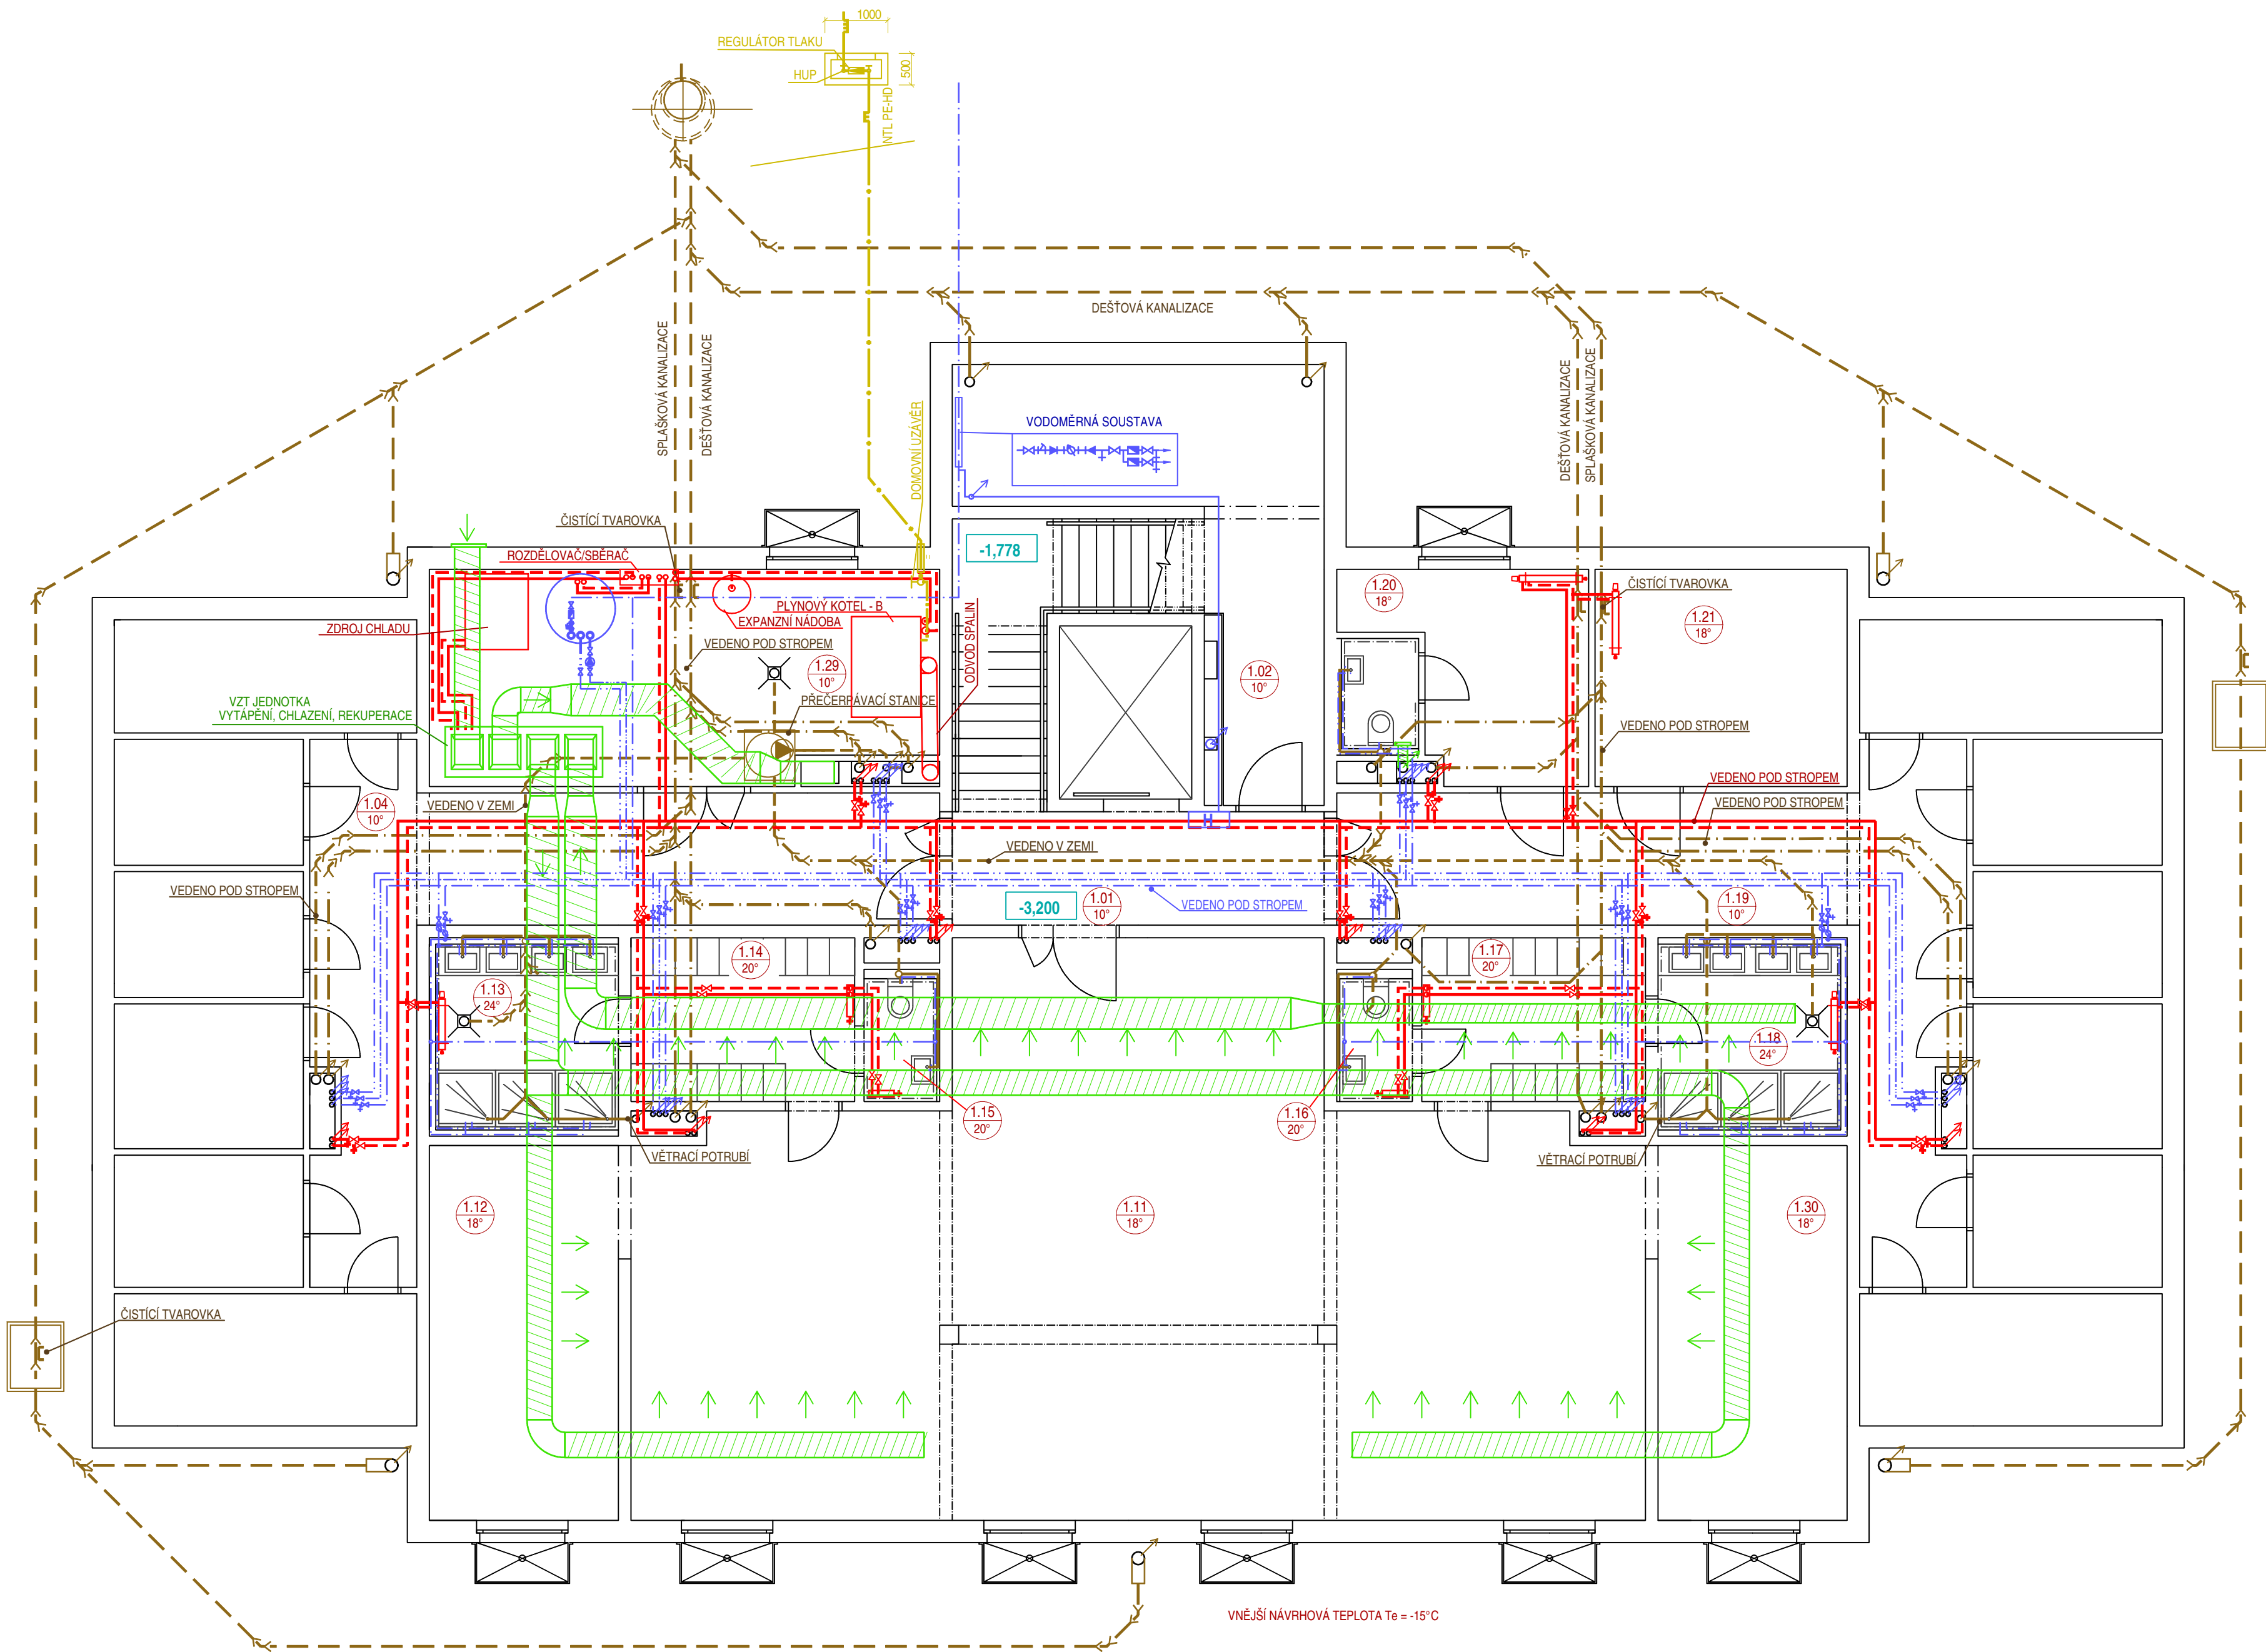 1000
REGULÁTOR TLAKU
HUP
500
NTL PE-HD
DEŠŤOVÁ KANALIZACE
SPLAŠKOVÁ KANALIZACE
DEŠŤOVÁ KANALIZACE
DEŠŤOVÁ KANALIZACE
SPLAŠKOVÁ KANALIZACE
DOMOVNÍ UZÁVĚR
VODOMĚRNÁ SOUSTAVA
ČISTÍCÍ TVAROVKA
ROZDĚLOVAČ/SBĚRAČ
-1,778
ČISTÍCÍ TVAROVKA
1.20
18°
PLYNOVÝ KOTEL - B
EXPANZNÍ NÁDOBA
ZDROJ CHLADU
1.21
18°
VEDENO POD STROPEM
ODVOD SPALIN
1.29
10°
1.02
10°
PŘEČERPÁVACÍ STANICE
VZT JEDNOTKA
VYTÁPĚNÍ, CHLAZENÍ, REKUPERACE
VEDENO POD STROPEM
VEDENO POD STROPEM
VEDENO POD STROPEM
1.04
10°
VEDENO V ZEMI
H
VEDENO V ZEMI
VEDENO POD STROPEM
-3,200
1.01
10°
VEDENO POD STROPEM
1.19
10°
1.14
20°
1.17
20°
1.13
24°
1.18
24°
1.15
20°
1.16
20°
VĚTRACÍ POTRUBÍ
VĚTRACÍ POTRUBÍ
1.12
18°
1.11
18°
1.30
18°
ČISTÍCÍ TVAROVKA
VNĚJŠÍ NÁVRHOVÁ TEPLOTA Te = -15°C